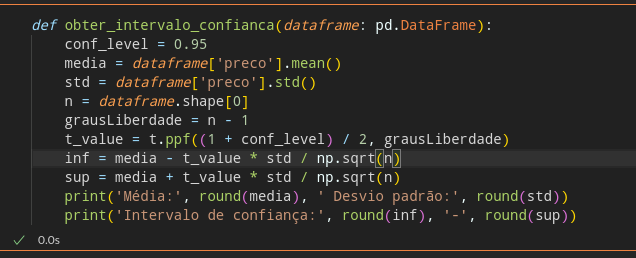 def obter_intervalo_confianca(dataframe: pd.DataFrame):
    conf_level = 0.95
    media = dataframe['preco'].mean()
    std = dataframe['preco'].std()
    n = dataframe.shape[0]
    grausLiberdade = n - 1
    t_value = t.ppf((1 + conf_level) / 2, grausLiberdade)
    inf = media - t_value * std / np.sqrt(n)
    sup = media + t_value * std / np.sqrt(n)
    print('Média:', round(media), ' Desvio padrão:', round(std))
    print('Intervalo de confiança:', round(inf), '-', round(sup))
✓ 0.0s